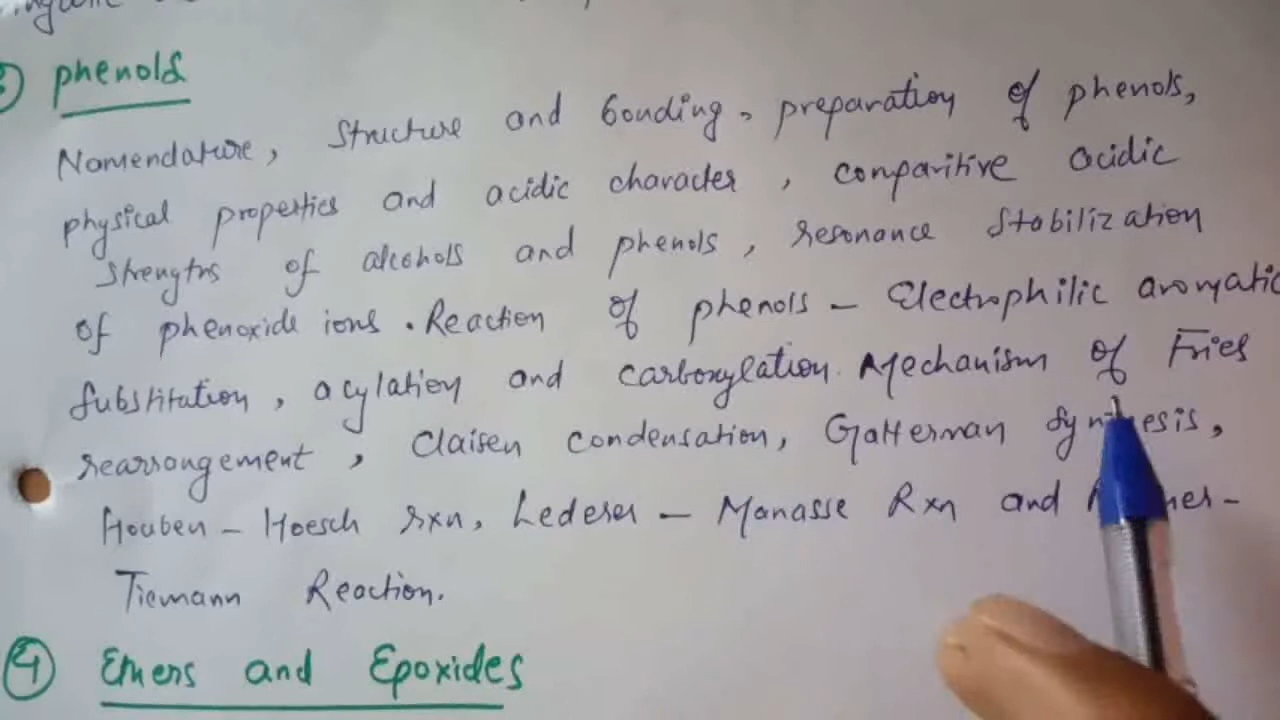 phenols
Nomenclature, Structure and bonding, preparation of phenols,
physical properties and acidic character, comparitive acidic
strengths of alcohols and phenols, resonance stabilization
of phenoxide ions. Reaction of phenols - Electrophilic aromatic
substitution, acylation and carboxylation. Mechanism of Fries
rearrangement, Claisen condensation, Gatterman Synthesis,
Houben - Hoesch rxn, Lederer - Manasse Rxn and
Tiemann Reaction.
4 Ethers and Epoxides